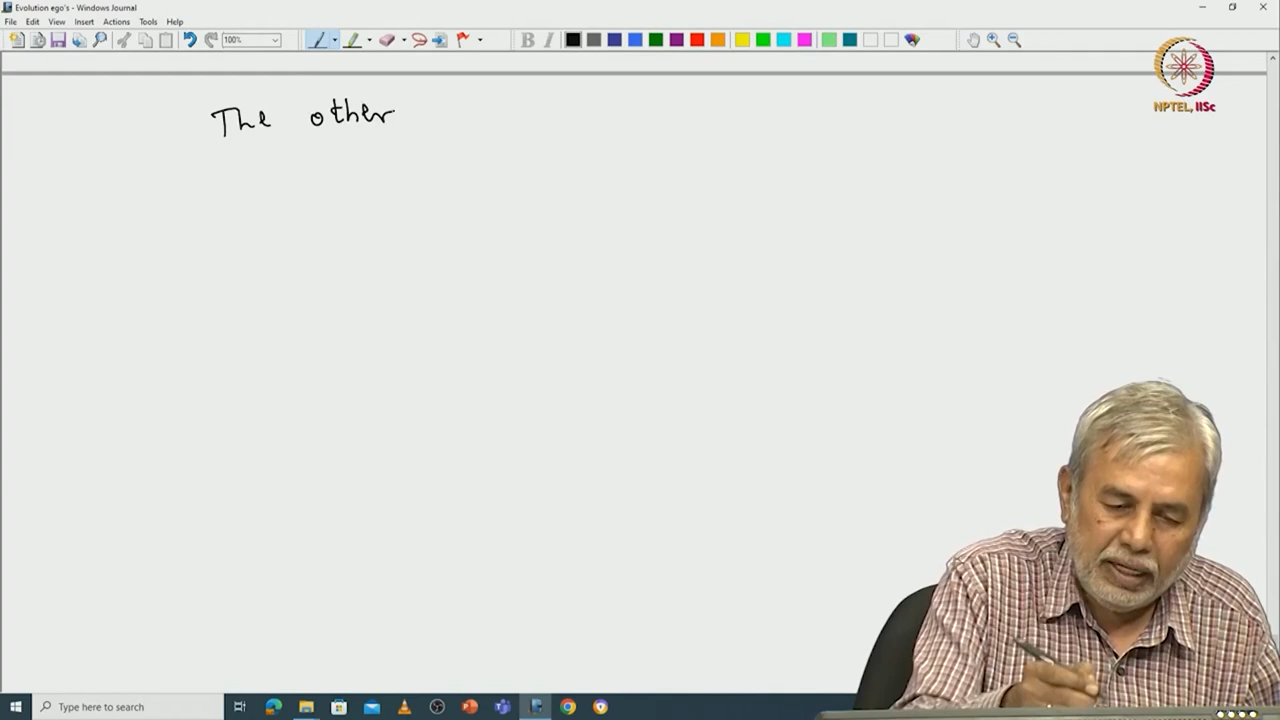 Evolution ego's - Windows Journal
File Edit View Insert Actions Tools Help
100%
B I
NPTEL, IISc
The other
Type here to search